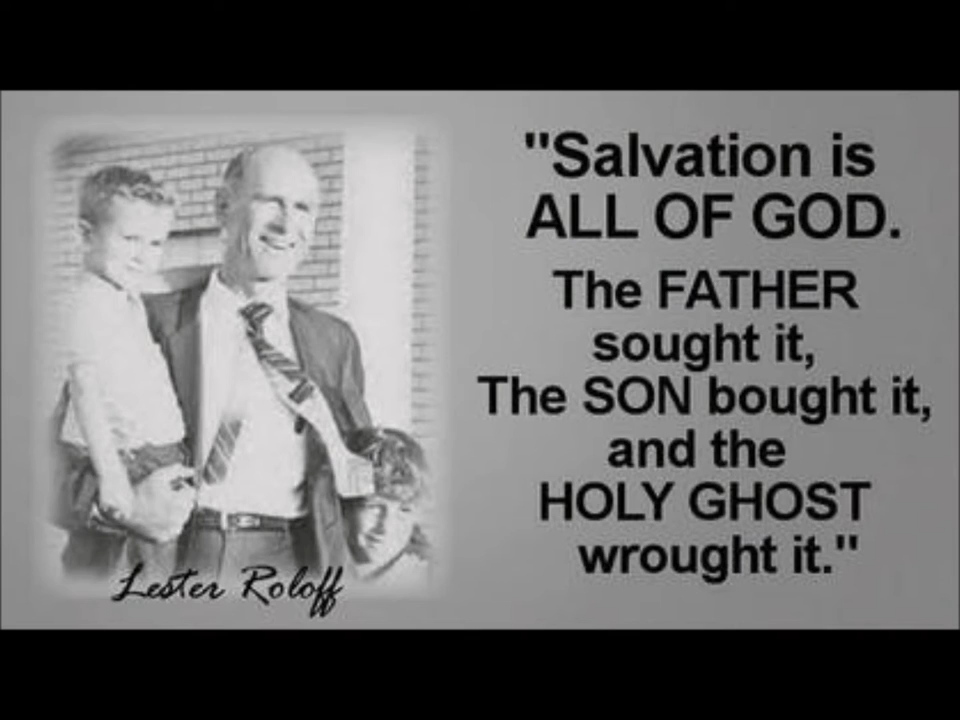 "Salvation is
ALL OF GOD.
The FATHER
sought it,
The SON bought it,
and the
HOLY GHOST
wrought it."
Lester Roloff